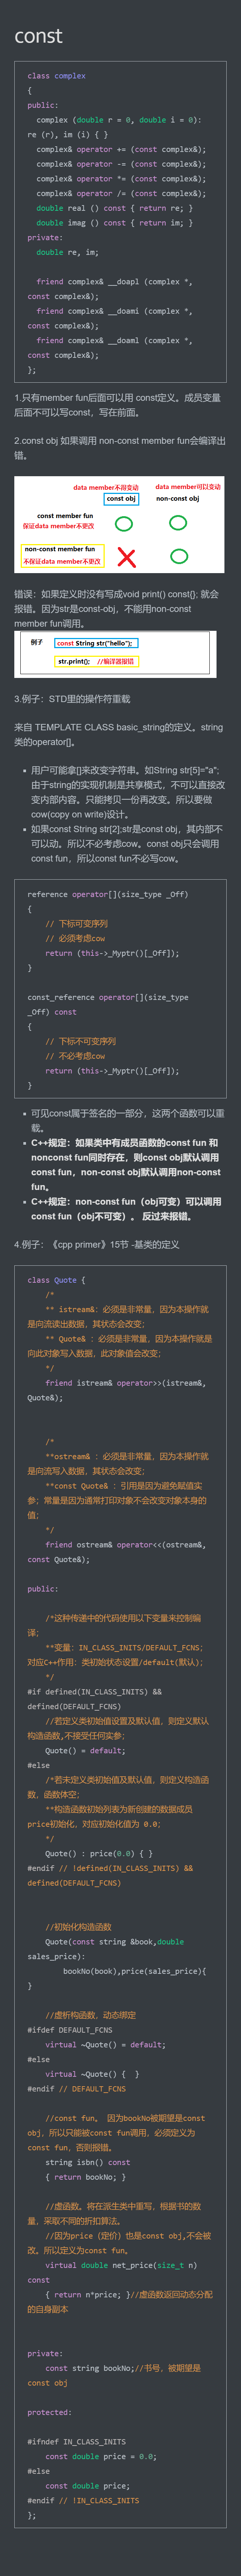 const
class complex
{
public:
complex (double r = 0, double i = 0):
re (r), im (i) { }
complex& operator += (const complex&);
complex& operator -= (const complex&);
complex& operator *= (const complex&);
complex& operator /= (const complex&);
double real () const { return re; }
double imag () const { return im; }
private:
double re, im;
friend complex& __doapl (complex *,
const complex&);
friend complex& __doami (complex *,
const complex&);
friend complex& __doaml (complex *,
const complex&);
};
1.只有member fun后面可以用 const定义。成员变量
后面不可以写const，写在前面。
2.const obj 如果调用 non-const member fun会编译出
错。
data member不得变动
data member可以变动
const obj
non-const obj
const member fun
保证data member不更改
non-const member fun
不保证data member不更改
错误：如果定义时没有写成void print() const{}; 就会
报错。因为str是const-obj，不能用non-const
member fun调用。
例子
const String str("hello");
str.print(); //编译器报错
3.例子：STD里的操作符重载
来自 TEMPLATE CLASS basic_string的定义。string
类的operator[]。
用户可能拿[]来改变字符串。如String str[5]="a";
由于string的实现机制是共享模式，不可以直接改
变内部内容。只能拷贝一份再改变。所以要做
cow(copy on write)设计。
如果const String str[2];str是const obj，其内部不
可以动。所以不必考虑cow。const obj只会调用
const fun，所以const fun不必写cow。
reference operator[](size_type _Off)
{
// 下标可变序列
// 必须考虑cow
return (this->_Myptr()[_Off]);
}
const_reference operator[](size_type
_Off) const
{
// 下标不可变序列
// 不必考虑cow
return (this->_Myptr()[_Off]);
}
可见const属于签名的一部分，这两个函数可以重
载。
C++规定：如果类中有成员函数的const fun 和
nonconst fun同时存在，则const obj默认调用
const fun，non-const obj默认调用non-const
fun。
C++规定：non-const fun（obj可变）可以调用
const fun（obj不可变）。 反过来报错。
4.例子：《cpp primer》15节 -基类的定义
class Quote {
/*
** istream&：必须是非常量，因为本操作就
是向流读出数据，其状态会改变；
** Quote& ：必须是非常量，因为本操作就是
向此对象写入数据，此对象值会改变；
*/
friend istream& operator>>(istream&,
Quote&);
/*
**ostream& ：必须是非常量，因为本操作就
是向流写入数据，其状态会改变；
**const Quote& ：引用是因为避免赋值实
参；常量是因为通常打印对象不会改变对象本身的
值；
*/
friend ostream& operator<<(ostream&,
const Quote&);
public:
/*这种传递中的代码使用以下变量来控制编
译；
**变量：IN_CLASS_INITS/DEFAULT_FCNS；
对应C++作用：类初始状态设置/default(默认)；
*/
#if defined(IN_CLASS_INITS) &&
defined(DEFAULT_FCNS)
//若定义类初始值设置及默认值，则定义默认
构造函数,不接受任何实参；
Quote() = default;
#else
/*若未定义类初始值及默认值，则定义构造函
数，函数体空；
**构造函数初始列表为新创建的数据成员
price初始化，对应初始化值为 0.0；
*/
Quote() : price(0.0) { }
#endif // !defined(IN_CLASS_INITS) &&
defined(DEFAULT_FCNS)
//初始化构造函数
Quote(const string &book,double
sales_price):
bookNo(book),price(sales_price){
}
//虚析构函数，动态绑定
#ifdef DEFAULT_FCNS
virtual ~Quote() = default;
#else
virtual ~Quote() {  }
#endif // DEFAULT_FCNS
//const fun。 因为bookNo被期望是const
obj，所以只能被const fun调用，必须定义为
const fun，否则报错。
string isbn() const
{ return bookNo; }
//虚函数。将在派生类中重写，根据书的数
量，采取不同的折扣算法。
//因为price（定价）也是const obj,不会被
改。所以定义为const fun。
virtual double net_price(size_t n)
const
{ return n*price; }//虚函数返回动态分配
的自身副本
private:
const string bookNo;//书号，被期望是
const obj
protected:
#ifndef IN_CLASS_INITS
const double price = 0.0;
#else
const double price;
#endif // !IN_CLASS_INITS
};